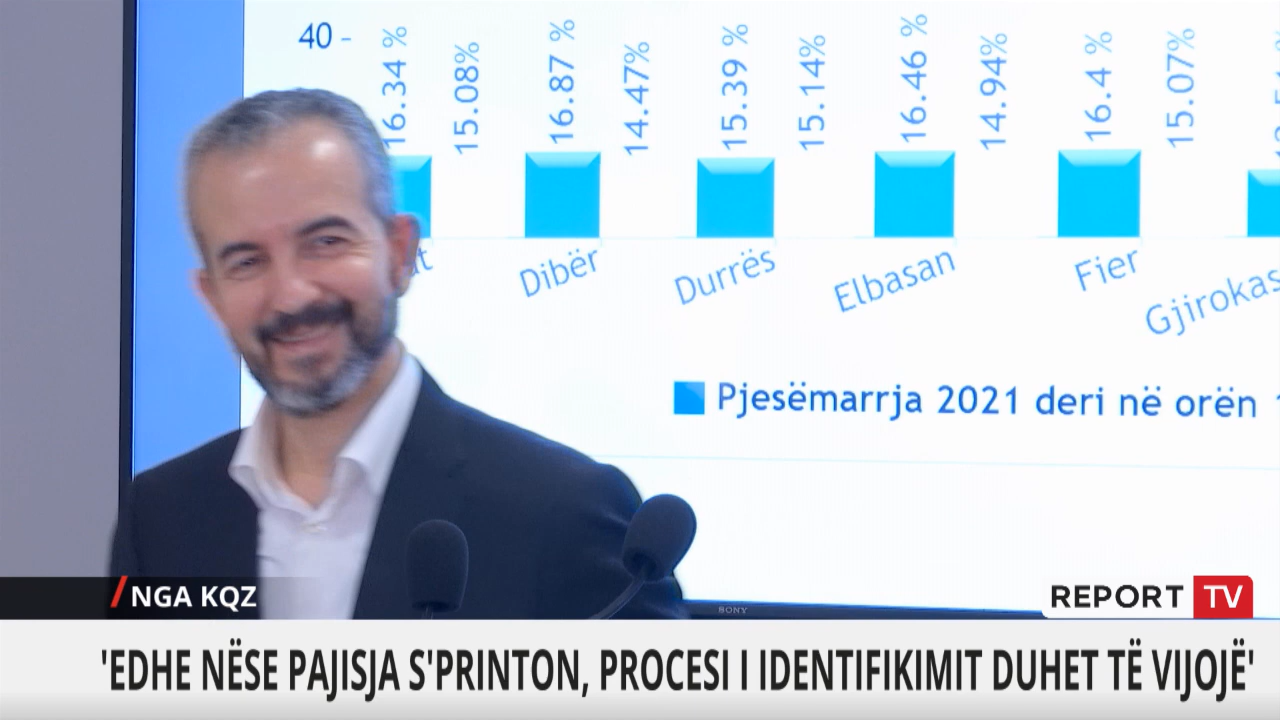 40 -
16.34 %
15.08%
16.87 %
14.47%
15.39 %
15.14%
16.46 %
14.94%
16.4 %
15.07%
Dibër
Durrës
Elbasan
Fier
Pjesëmarrja 2021 deri në orën
SONY
NGA KQZ
REPORT TV
'EDHE NËSE PAJISJA S'PRINTON, PROCESI I IDENTIFIKIMIT DUHET TË VIJOJË'